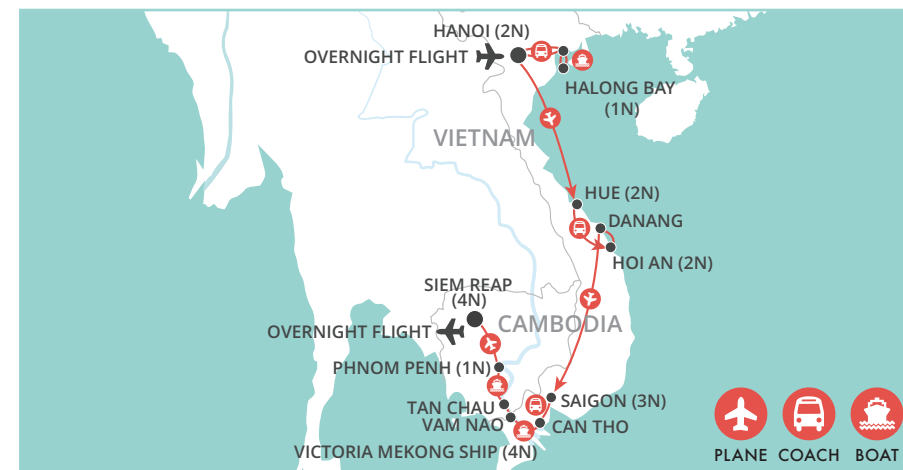 HANOI (2N)
OVERNIGHT FLIGHT
HALONG BAY
(1N)
VIETNAM
HUE (2N)
DANANG
HOI AN (2N)
SIEM REAP
(4N)
CAMBODIA
OVERNIGHT FLIGHT
PHNOM PENH (1N)
TAN CHAU
VAM NAO
SAIGON (3N)
CAN THO
VICTORIA MEKONG SHIP (4N)
PLANE COACH BOAT